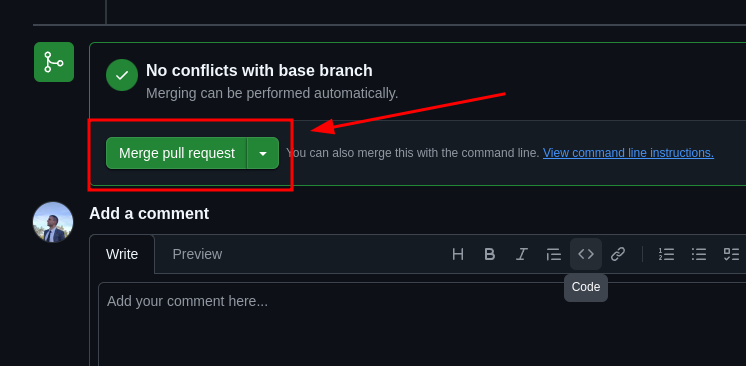 No conflicts with base branch
Merging can be performed automatically.
Merge pull request
You can also merge this with the command line. View command line instructions.
Add a comment
Write Preview
Code
Add your comment here...